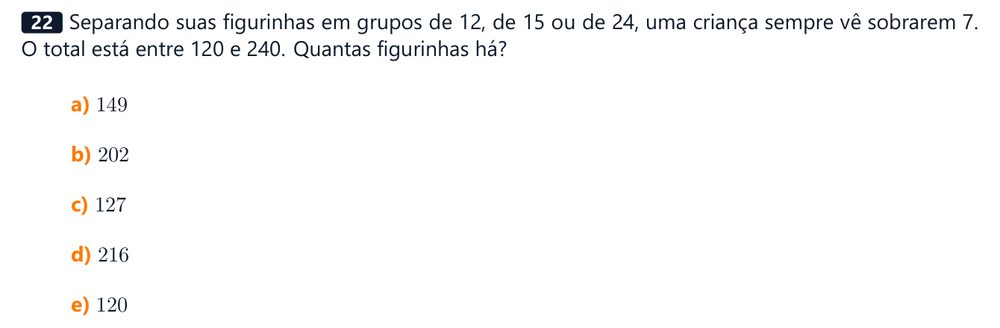 22 Separando suas figurinhas em grupos de 12, de 15 ou de 24, uma criança sempre vê sobrarem 7.
O total está entre 120 e 240. Quantas figurinhas há?
a) 149
b) 202
c) 127
d) 216
e) 120